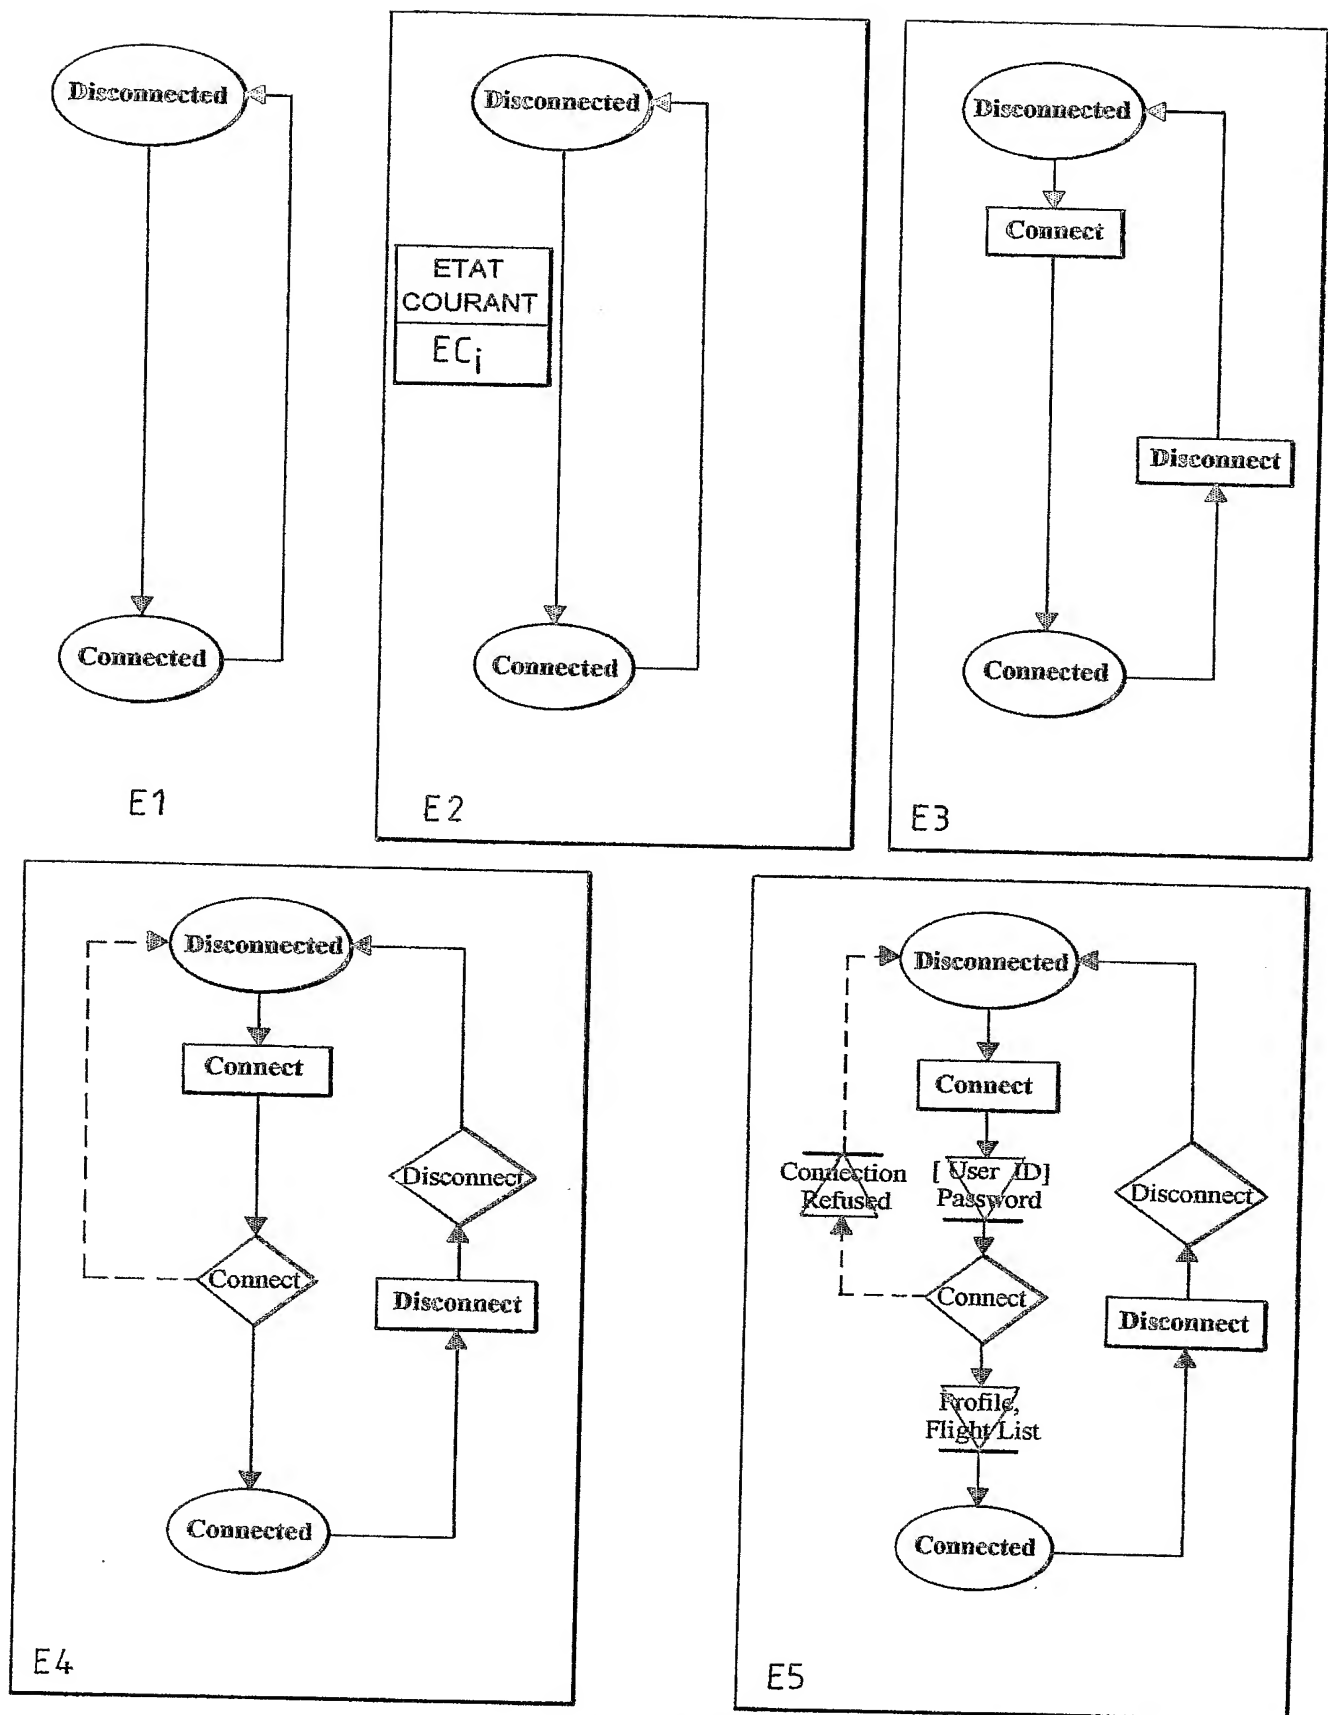 Disconnected
Connected
E1
Disconnected
ETAT
COURANT
ECi
Connected
E2
Disconnected
Connect
Disconnect
Connected
E3
Disconnected
Connect
Disconnect
Connect
Disconnect
Connected
E4
Disconnected
Connect
Connection
Refused
[ User ID]
Password
Disconnect
Connect
Disconnect
Profile,
Flight List
Connected
E5